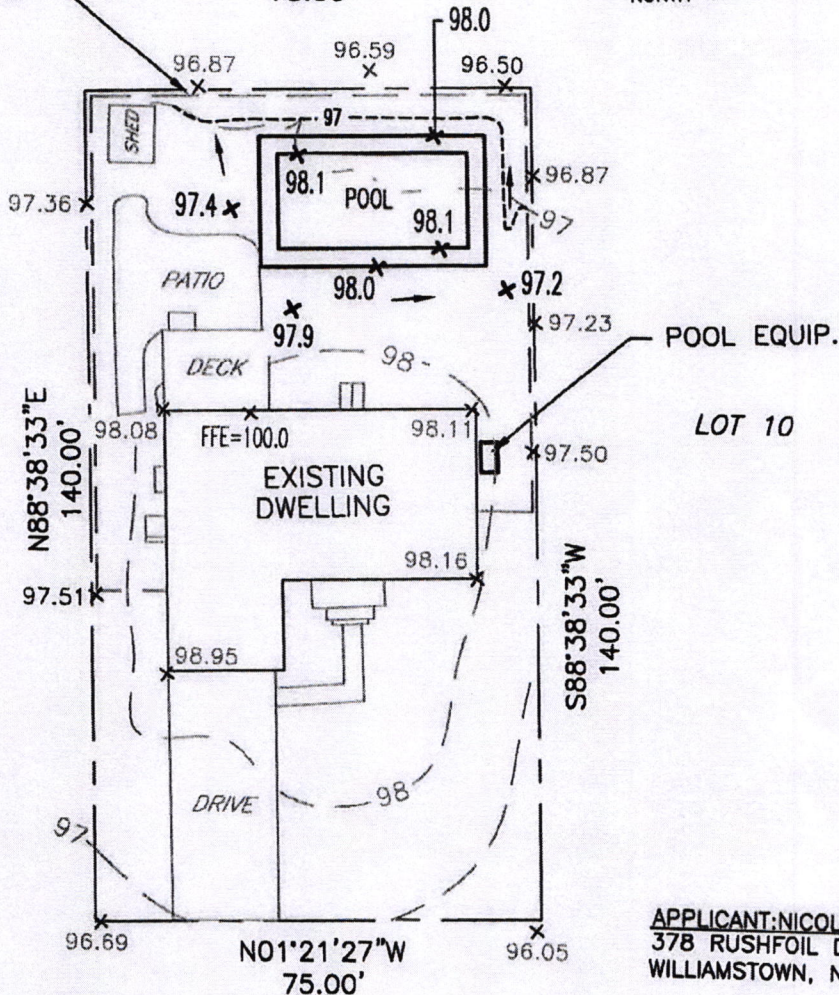 98.0
96.87
96.59
96.50
SHED
97
98.1
POOL
96.87
97.36
97.4
98.1
97
PATIO
98.0
97.2
97.9
97.23
POOL EQUIP.
DECK
98
98.08
FFE=100.0
98.11
LOT 10
97.50
N88°38'33"E
140.00'
EXISTING
DWELLING
98.16
97.51
S88°38'33"W
140.00'
98.95
DRIVE
98
97
96.69
N01°21'27"W
75.00'
96.05
378 RUSHFOIL
WILLIAMSTOWN,